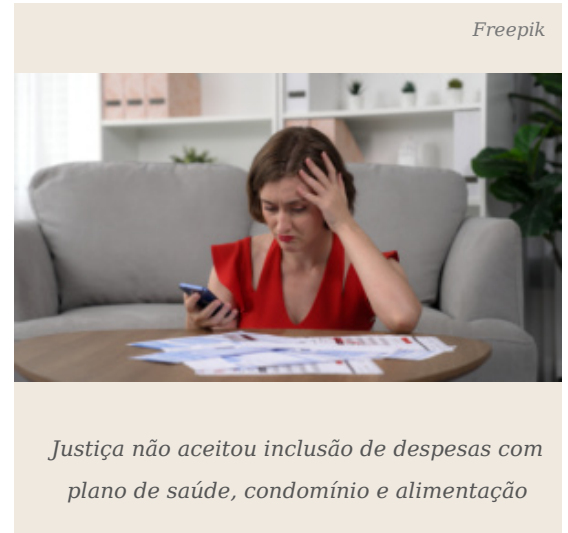 Freepik
Justiça não aceitou inclusão de despesas com
plano de saúde, condomínio e alimentação